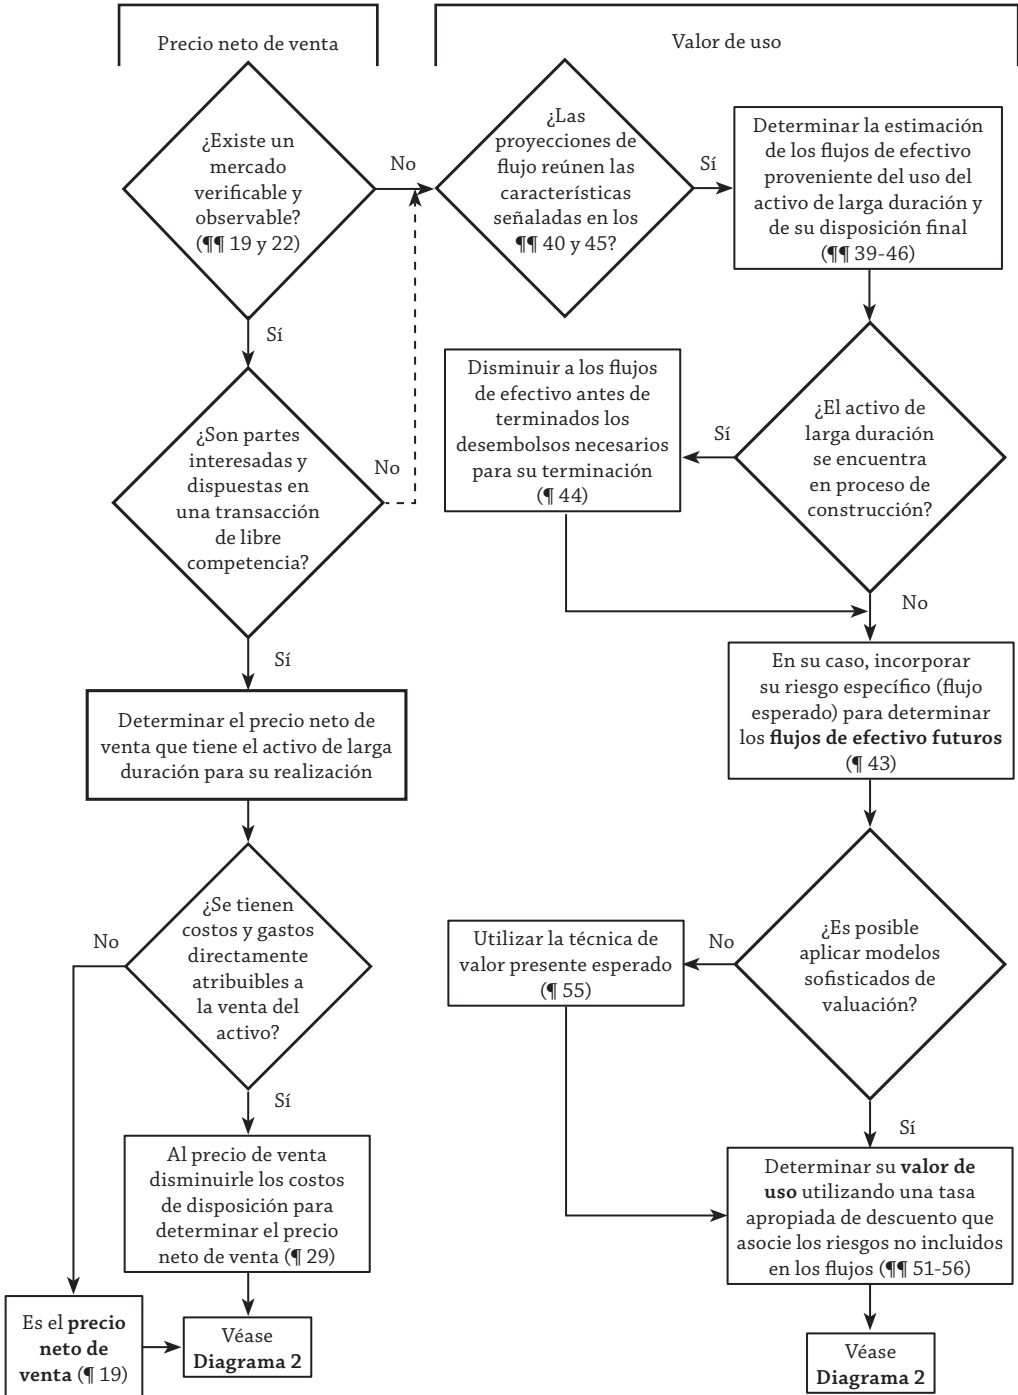 Precio neto de venta
¿Existe un
mercado
verificable y
observable?
(¶¶ 19 y 22)
No
Sí
¿Son partes
interesadas y
dispuestas en
una transacción
de libre
competencia?
No
Sí
Determinar el precio neto de
venta que tiene el activo de larga
duración para su realización
¿Se tienen
costos y gastos
directamente
atribuibles a
la venta del
activo?
No
Sí
Al precio de venta
disminuirle los costos
de disposición para
determinar el precio
neto de venta (¶ 29)
Es el precio
neto de
venta (¶ 19)
Véase
Diagrama 2
Valor de uso
¿Las
proyecciones de
flujo reúnen las
características
señaladas en los
¶¶ 40 y 45?
Sí
Determinar la estimación
de los flujos de efectivo
proveniente del uso del
activo de larga duración y
de su disposición final
(¶¶ 39-46)
¿El activo de
larga duración
se encuentra
en proceso de
construcción?
Sí
Disminuir a los flujos
de efectivo antes de
terminados los
desembolsos necesarios
para su terminación
(¶ 44)
No
En su caso, incorporar
su riesgo específico (flujo
esperado) para determinar
los flujos de efectivo futuros
(¶ 43)
¿Es posible
aplicar modelos
sofisticados de
valuación?
No
Utilizar la técnica de
valor presente esperado
(¶ 55)
Sí
Determinar su valor de
uso utilizando una tasa
apropiada de descuento que
asocie los riesgos no incluidos
en los flujos (¶¶ 51-56)
Véase
Diagrama 2